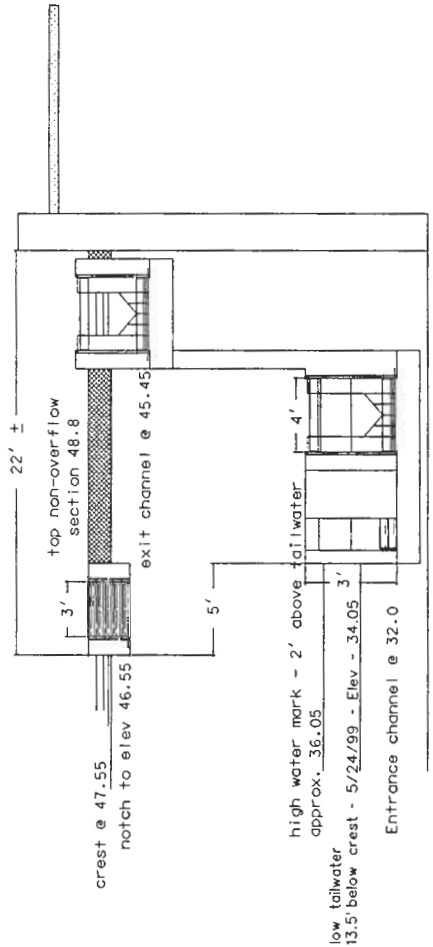 22' ±
top non-overflow
section 48.8
3'
exit channel @ 45.45
crest @ 47.55
notch to elev 46.55
5'
4'
high water mark - 2' above tailwater
approx. 36.05
3'
low tailwater
13.5' below crest - 5/24/99 - Elev - 34.05
Entrance channel @ 32.0